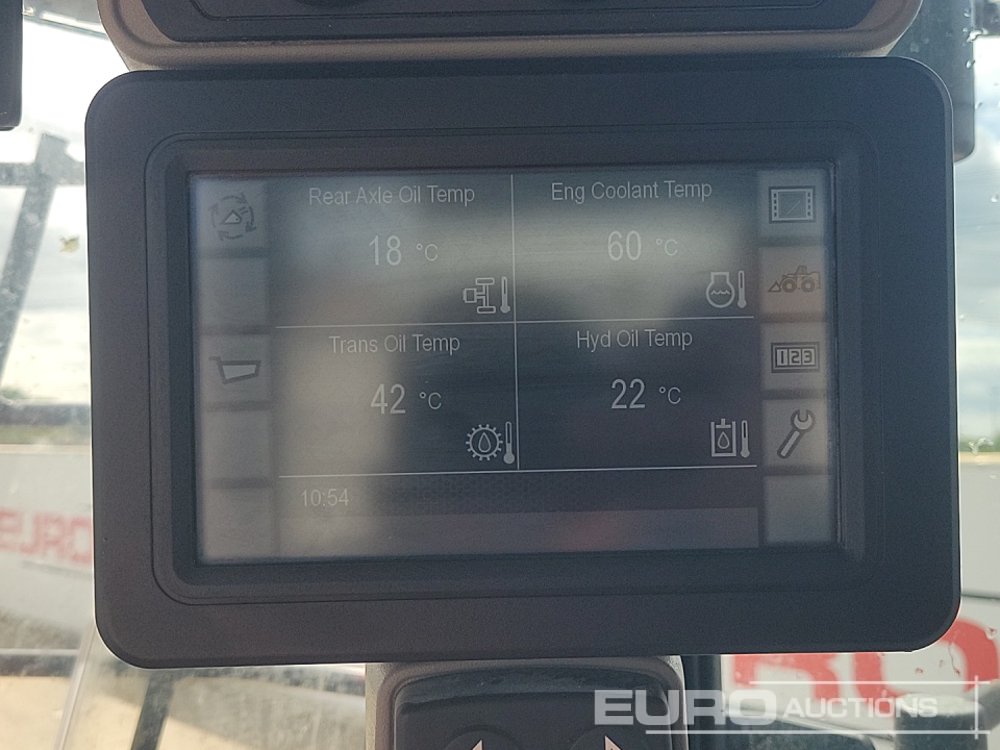 Rear Axle Oil Temp
18 °C
Eng Coolant Temp
60 °C
Trans Oil Temp
42 °C
Hyd Oil Temp
22 °C
123
10:54
EURO AUCTIONS